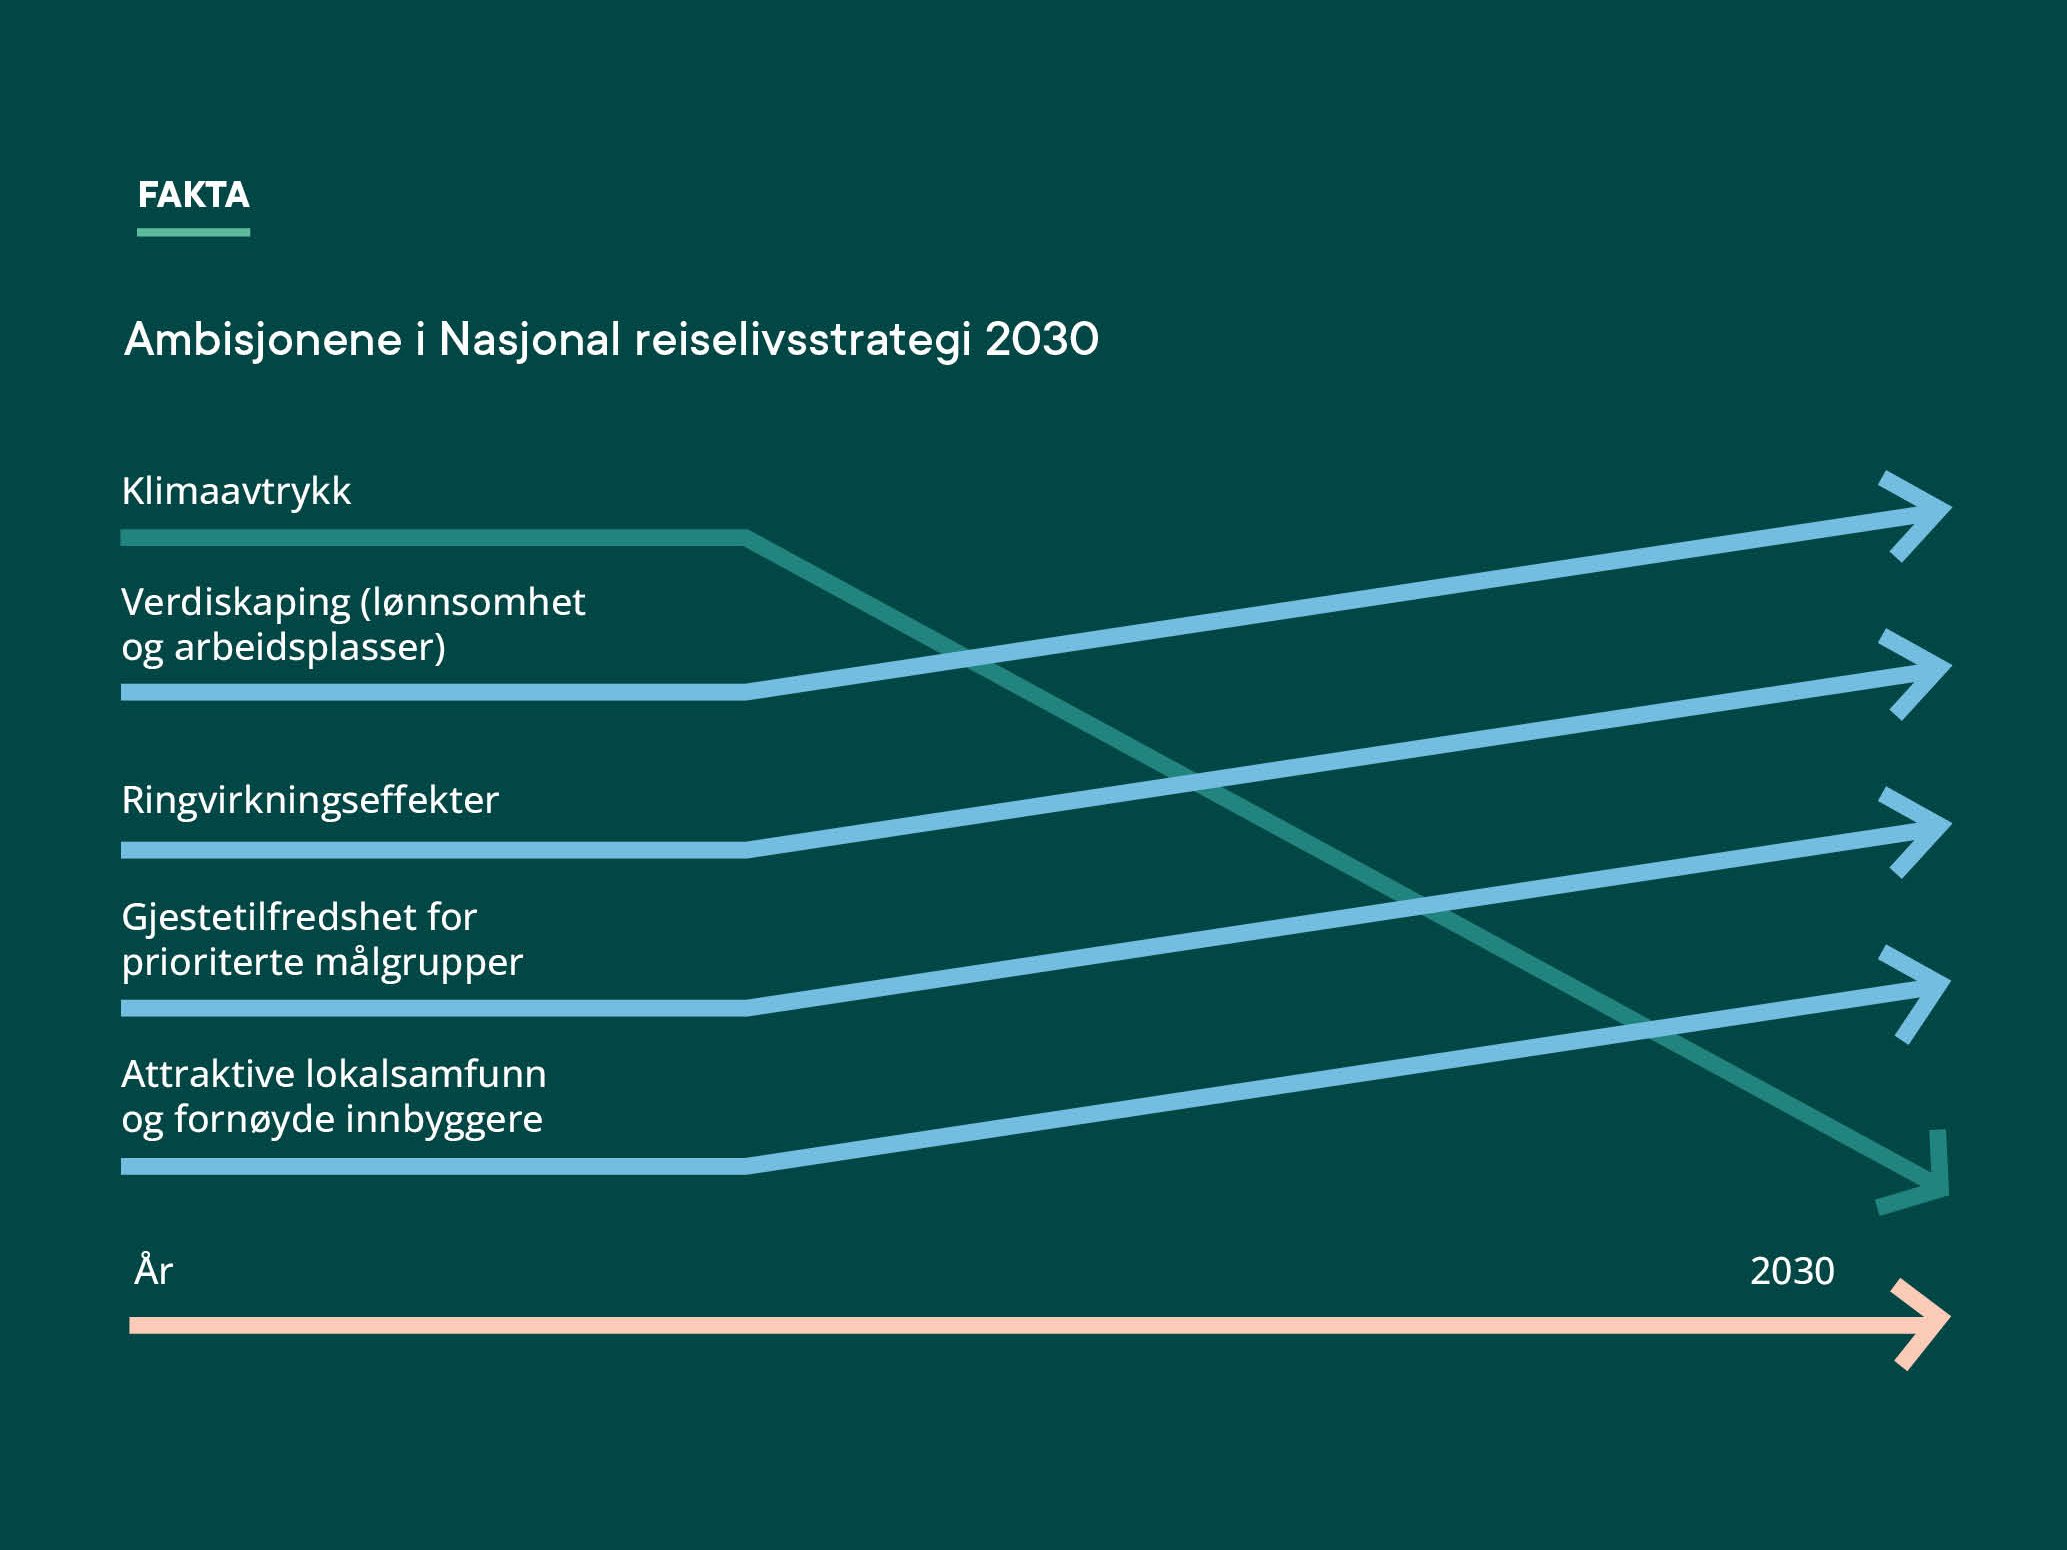 FAKTA
Ambisjonene i Nasjonal reiselivsstrategi 2030
Klimaavtrykk
Verdiskaping (lønnsomhet
og arbeidsplasser)
Ringvirkningseffekter
Gjestetilfredshet for
prioriterte målgrupper
Attraktive lokalsamfunn
og fornøyde innbyggere
År
2030